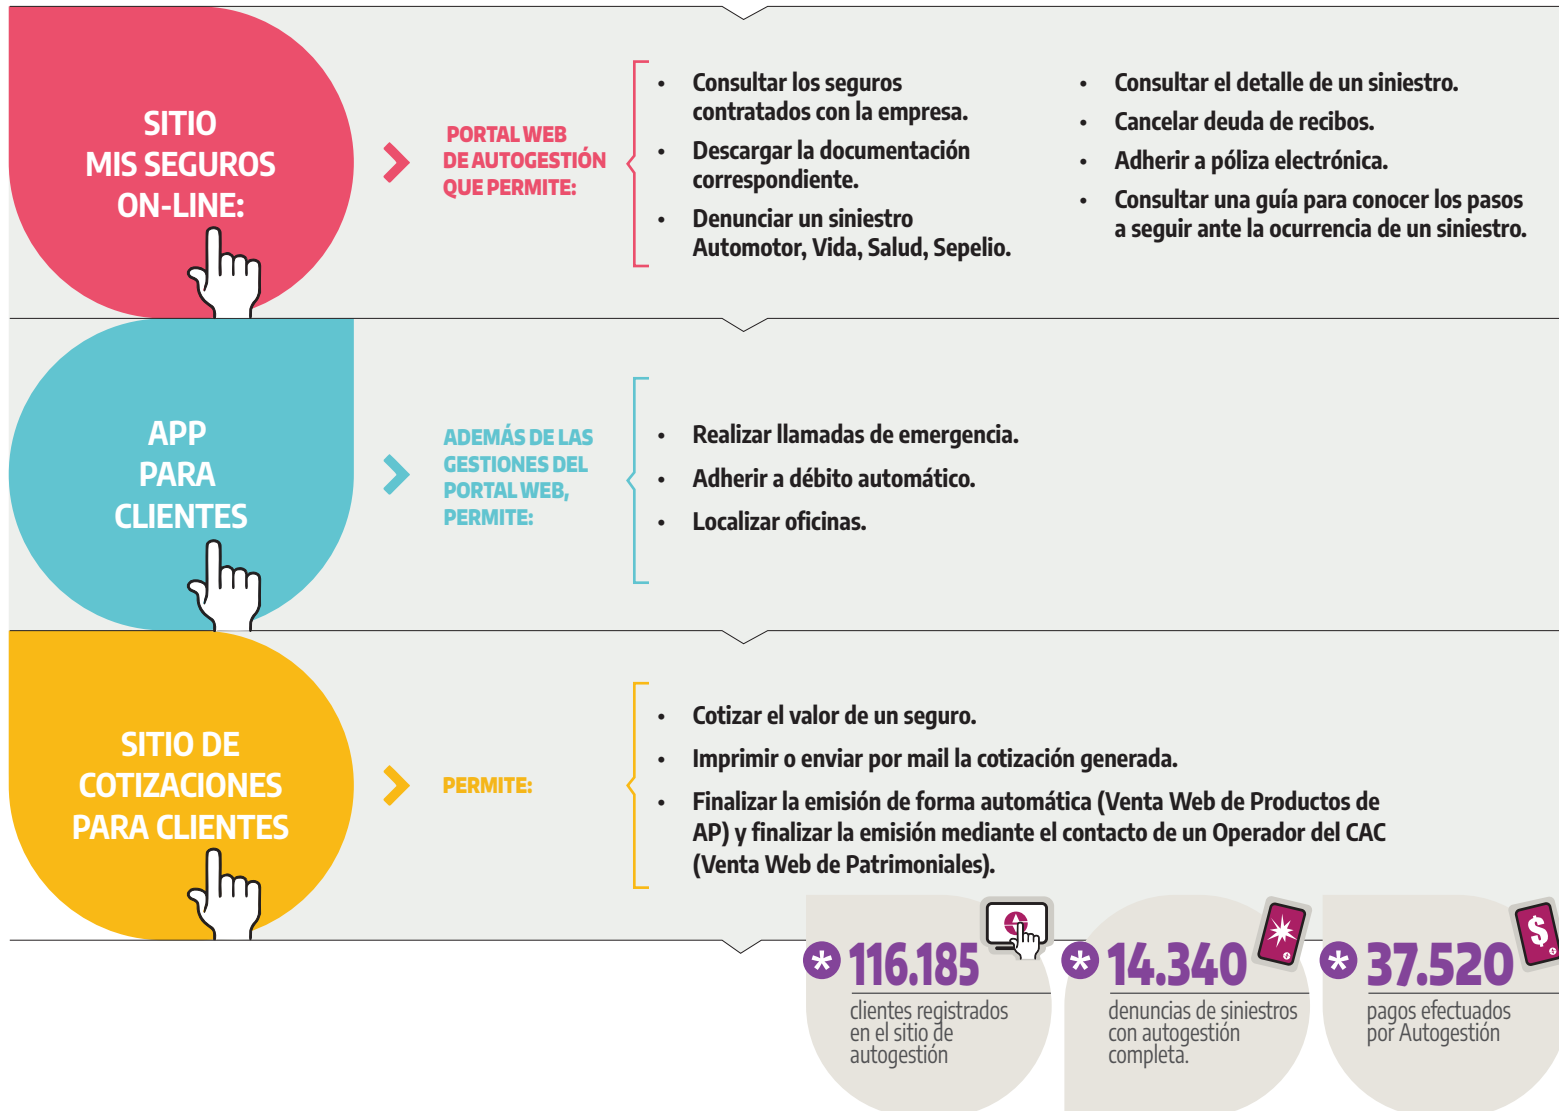 SITIO
MIS SEGUROS
ON-LINE:
PORTAL WEB
DE AUTOGESTIÓN
QUE PERMITE:
• Consultar los seguros
contratados con la empresa.
• Descargar la documentación
correspondiente.
• Denunciar un siniestro
Automotor, Vida, Salud, Sepelio.
• Consultar el detalle de un siniestro.
• Cancelar deuda de recibos.
• Adherir a póliza electrónica.
• Consultar una guía para conocer los pasos
a seguir ante la ocurrencia de un siniestro.
APP
PARA
CLIENTES
ADEMÁS DE LAS
GESTIONES DEL
PORTAL WEB,
PERMITE:
• Realizar llamadas de emergencia.
• Adherir a débito automático.
• Localizar oficinas.
SITIO DE
COTIZACIONES
PARA CLIENTES
PERMITE:
• Cotizar el valor de un seguro.
• Imprimir o enviar por mail la cotización generada.
• Finalizar la emisión de forma automática (Venta Web de Productos de
AP) y finalizar la emisión mediante el contacto de un Operador del CAC
(Venta Web de Patrimoniales).
* 116.185
clientes registrados
en el sitio de
autogestión
* 14.340
denuncias de siniestros
con autogestión
completa.
$
* 37.520
pagos efectuados
por Autogestión